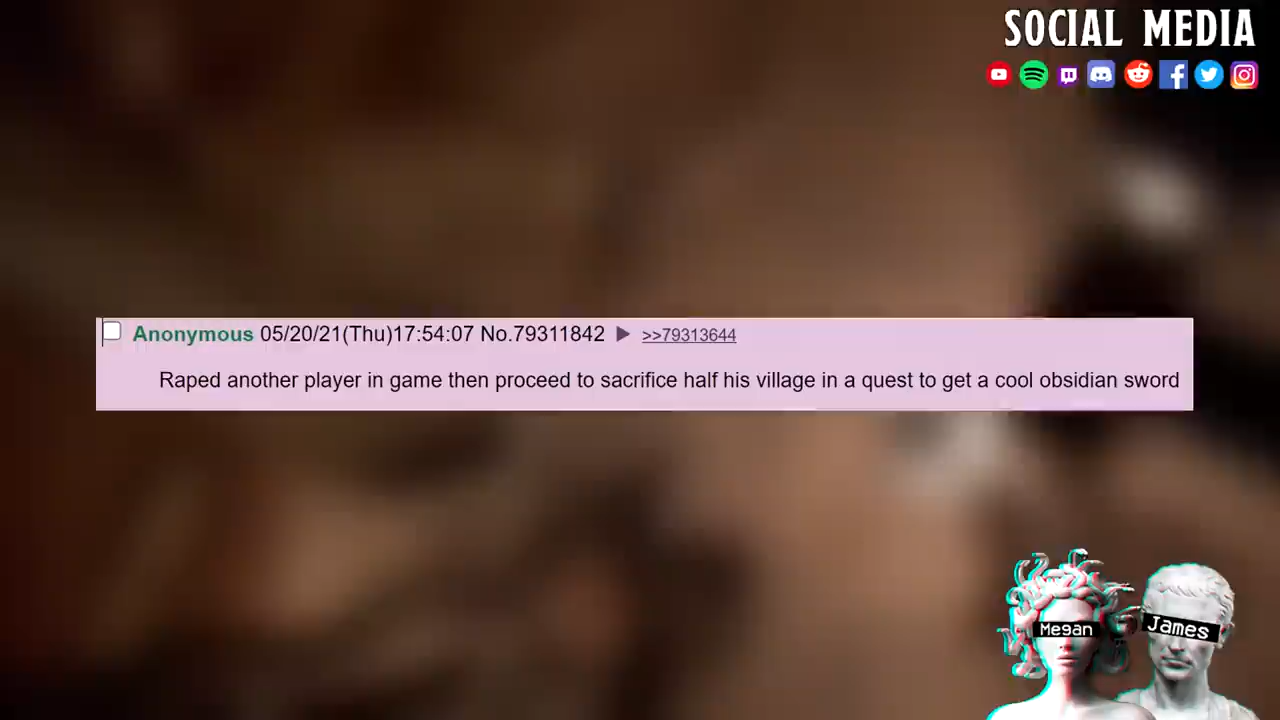 SOCIAL MEDIA
Anonymous 05/20/21(Thu)17:54:07 No.79311842 ▶ >>79313644
Raped another player in game then proceed to sacrifice half his village in a quest to get a cool obsidian sword
Megan
James